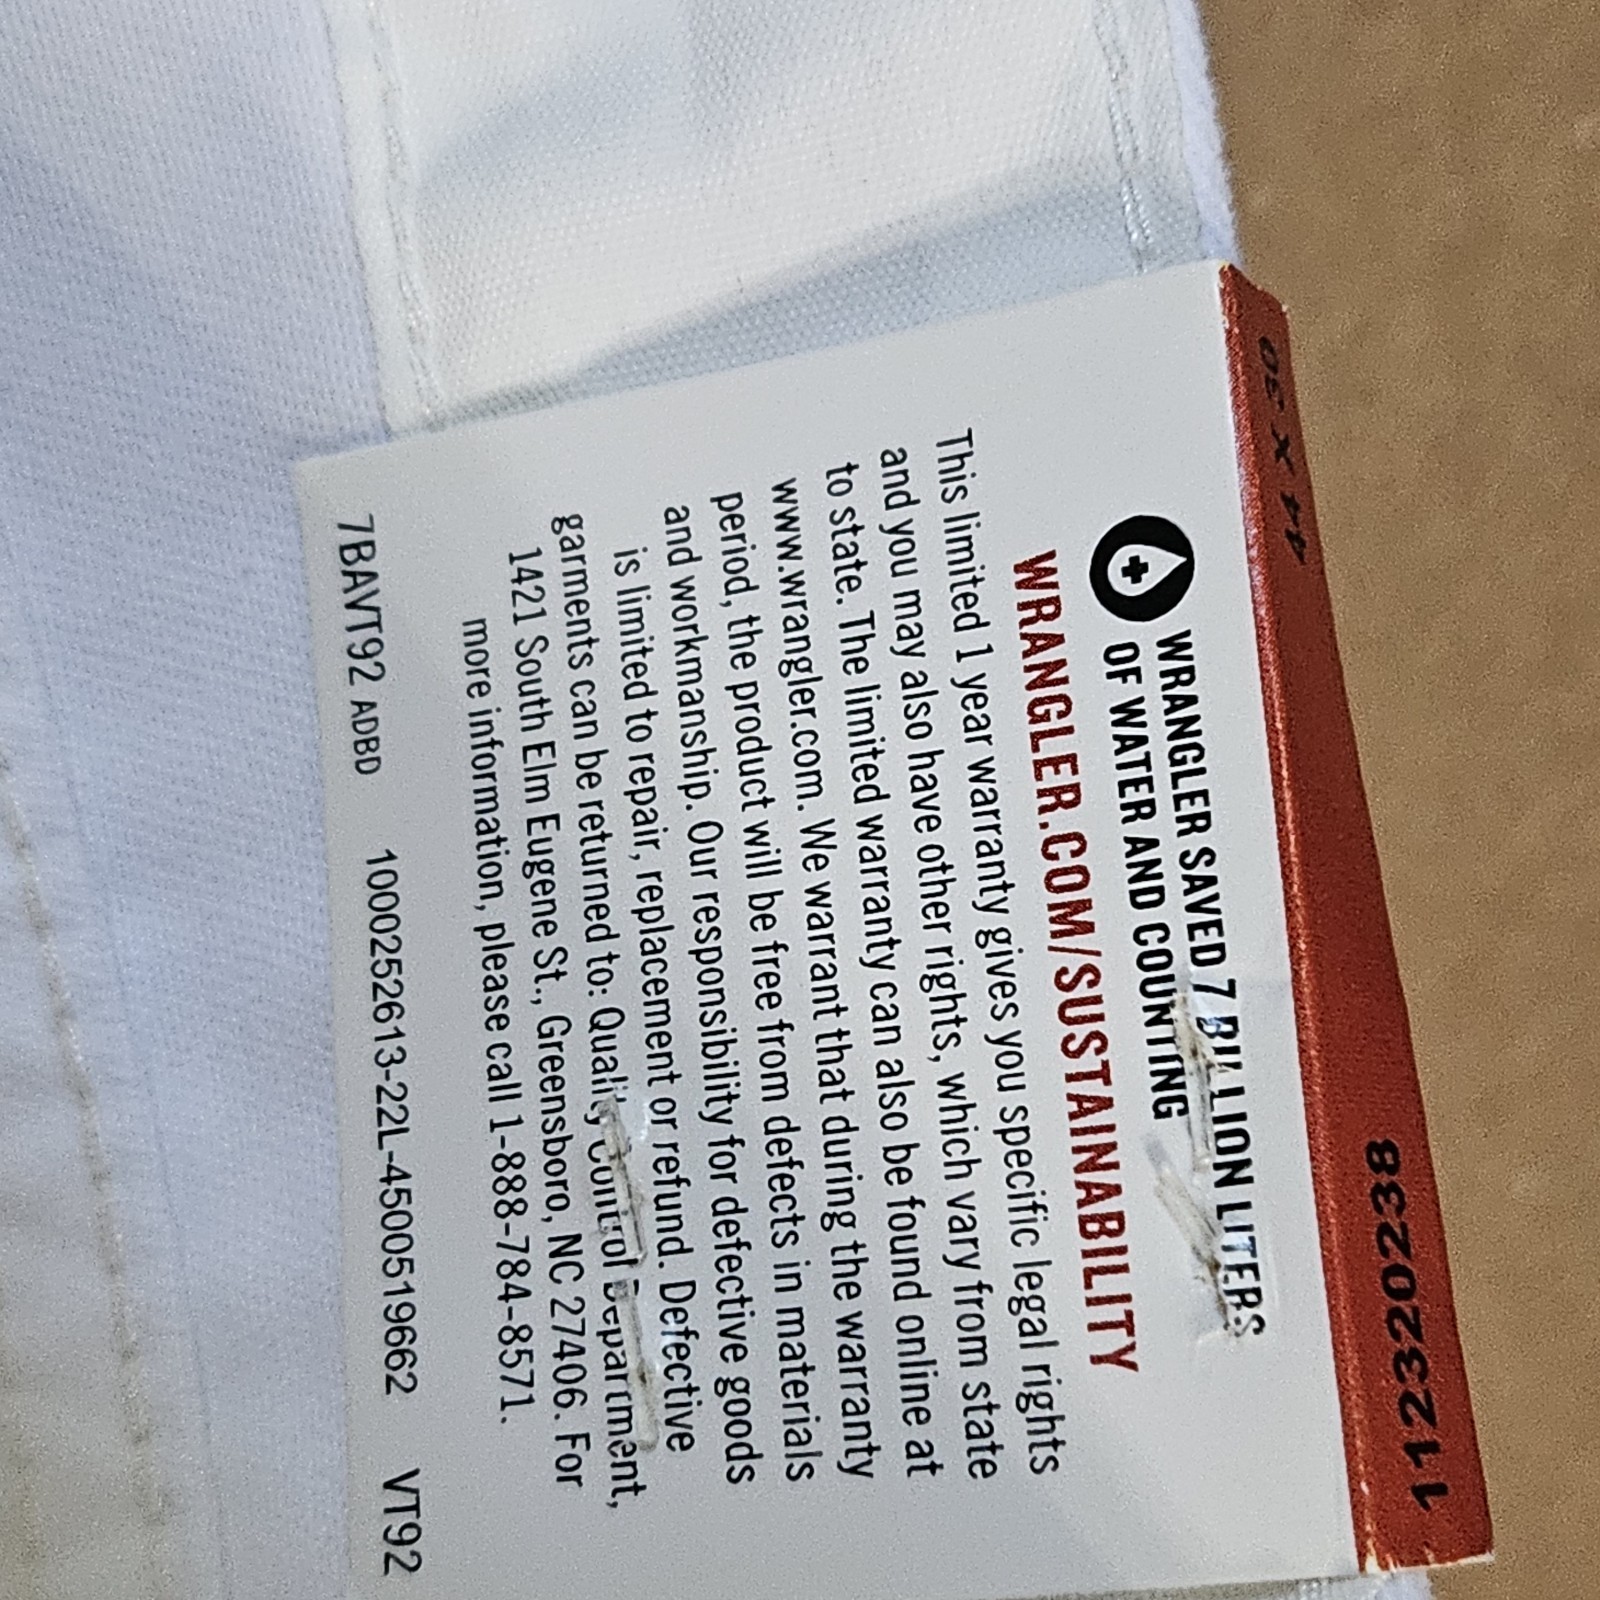 44 X 30
112320238
WRANGLER SAVED 7 BILLION LITERS
OF WATER AND COUNTING
WRANGLER.COM/SUSTAINABILITY
This limited 1 year warranty gives you specific legal rights
and you may also have other rights, which vary from state
to state. The limited warranty can also be found online at
www.wrangler.com. We warrant that during the warranty
period, the product will be free from defects in materials
and workmanship. Our responsibility for defective goods
is limited to repair, replacement or refund. Defective
garments can be returned to: Quality Control Department,
1421 South Elm Eugene St., Greensboro, NC 27406. For
more information, please call 1-888-784-8571.
7BAVT92 ADBD 1000252613-22L-4500519662 VT92